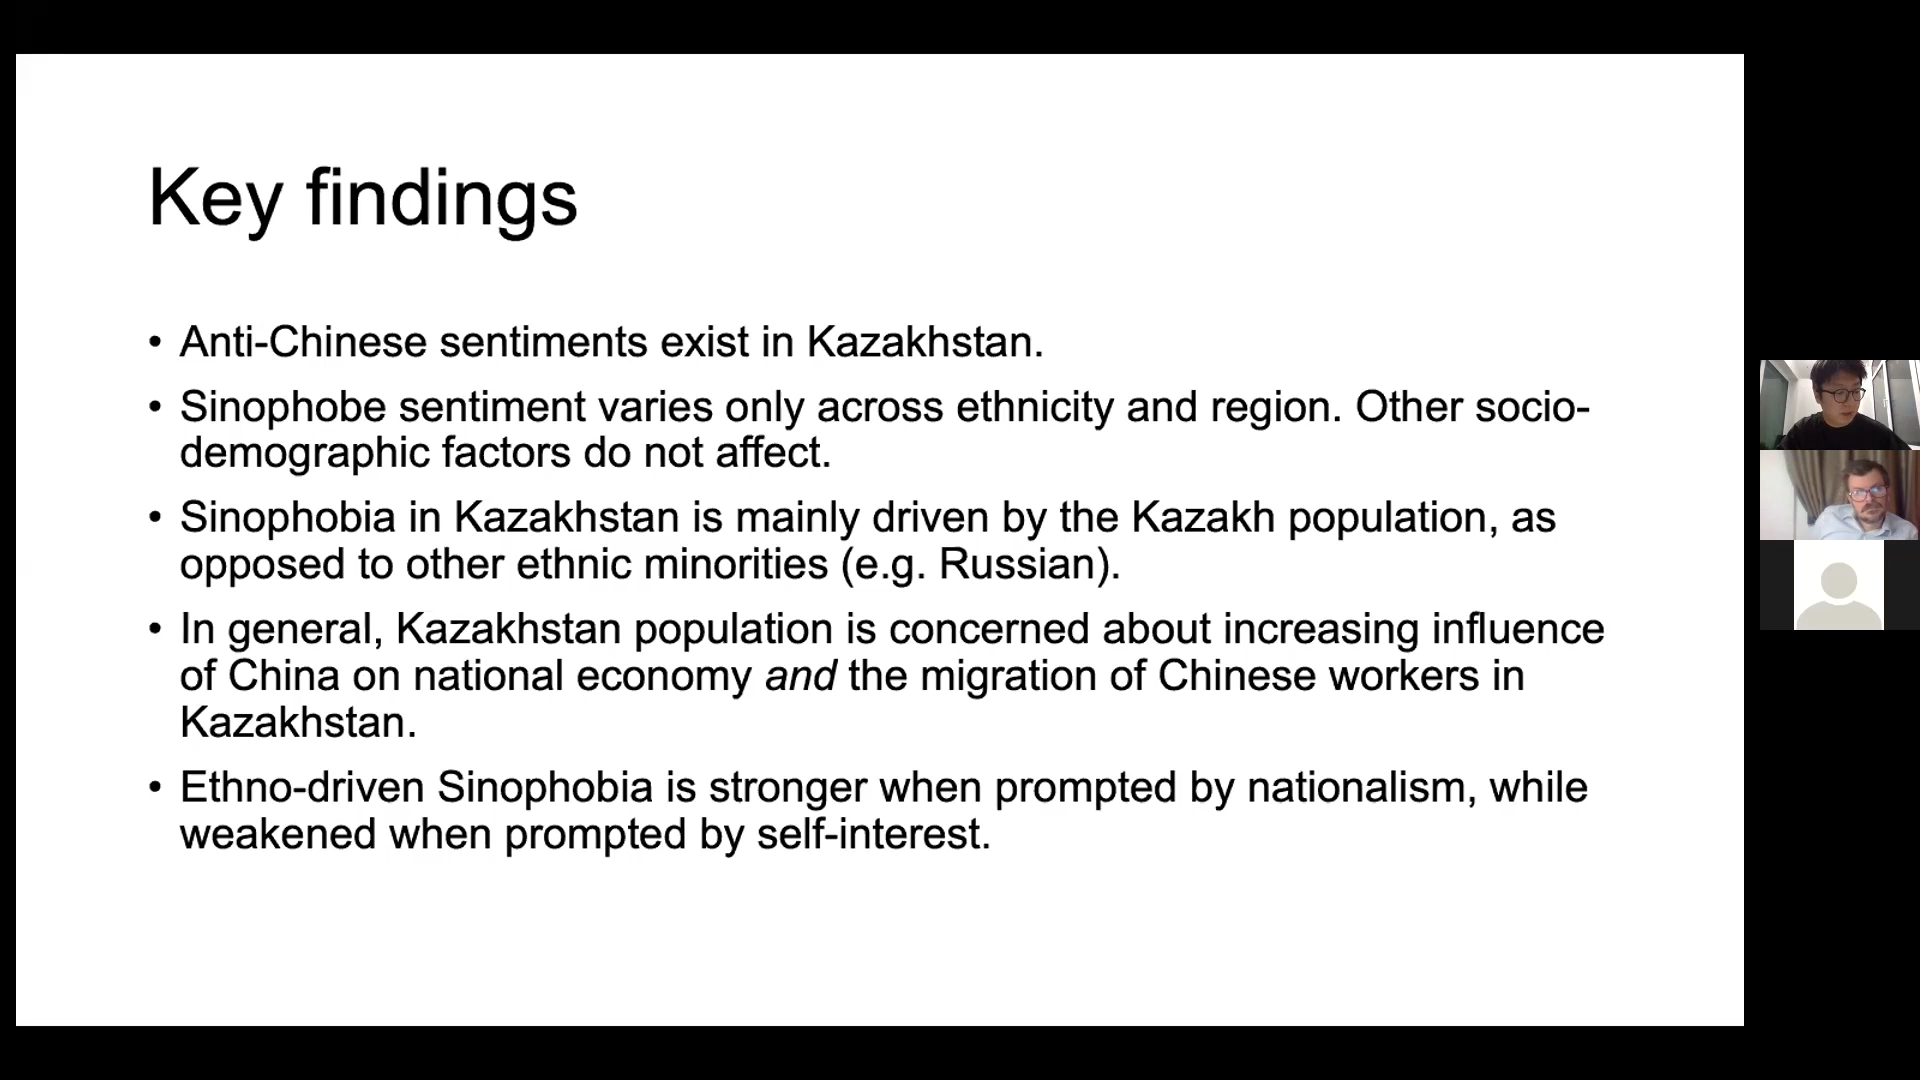 Key findings
• Anti-Chinese sentiments exist in Kazakhstan.
• Sinophobe sentiment varies only across ethnicity and region. Other socio-
demographic factors do not affect.
• Sinophobia in Kazakhstan is mainly driven by the Kazakh population, as
opposed to other ethnic minorities (e.g. Russian).
• In general, Kazakhstan population is concerned about increasing influence
of China on national economy and the migration of Chinese workers in
Kazakhstan.
• Ethno-driven Sinophobia is stronger when prompted by nationalism, while
weakened when prompted by self-interest.